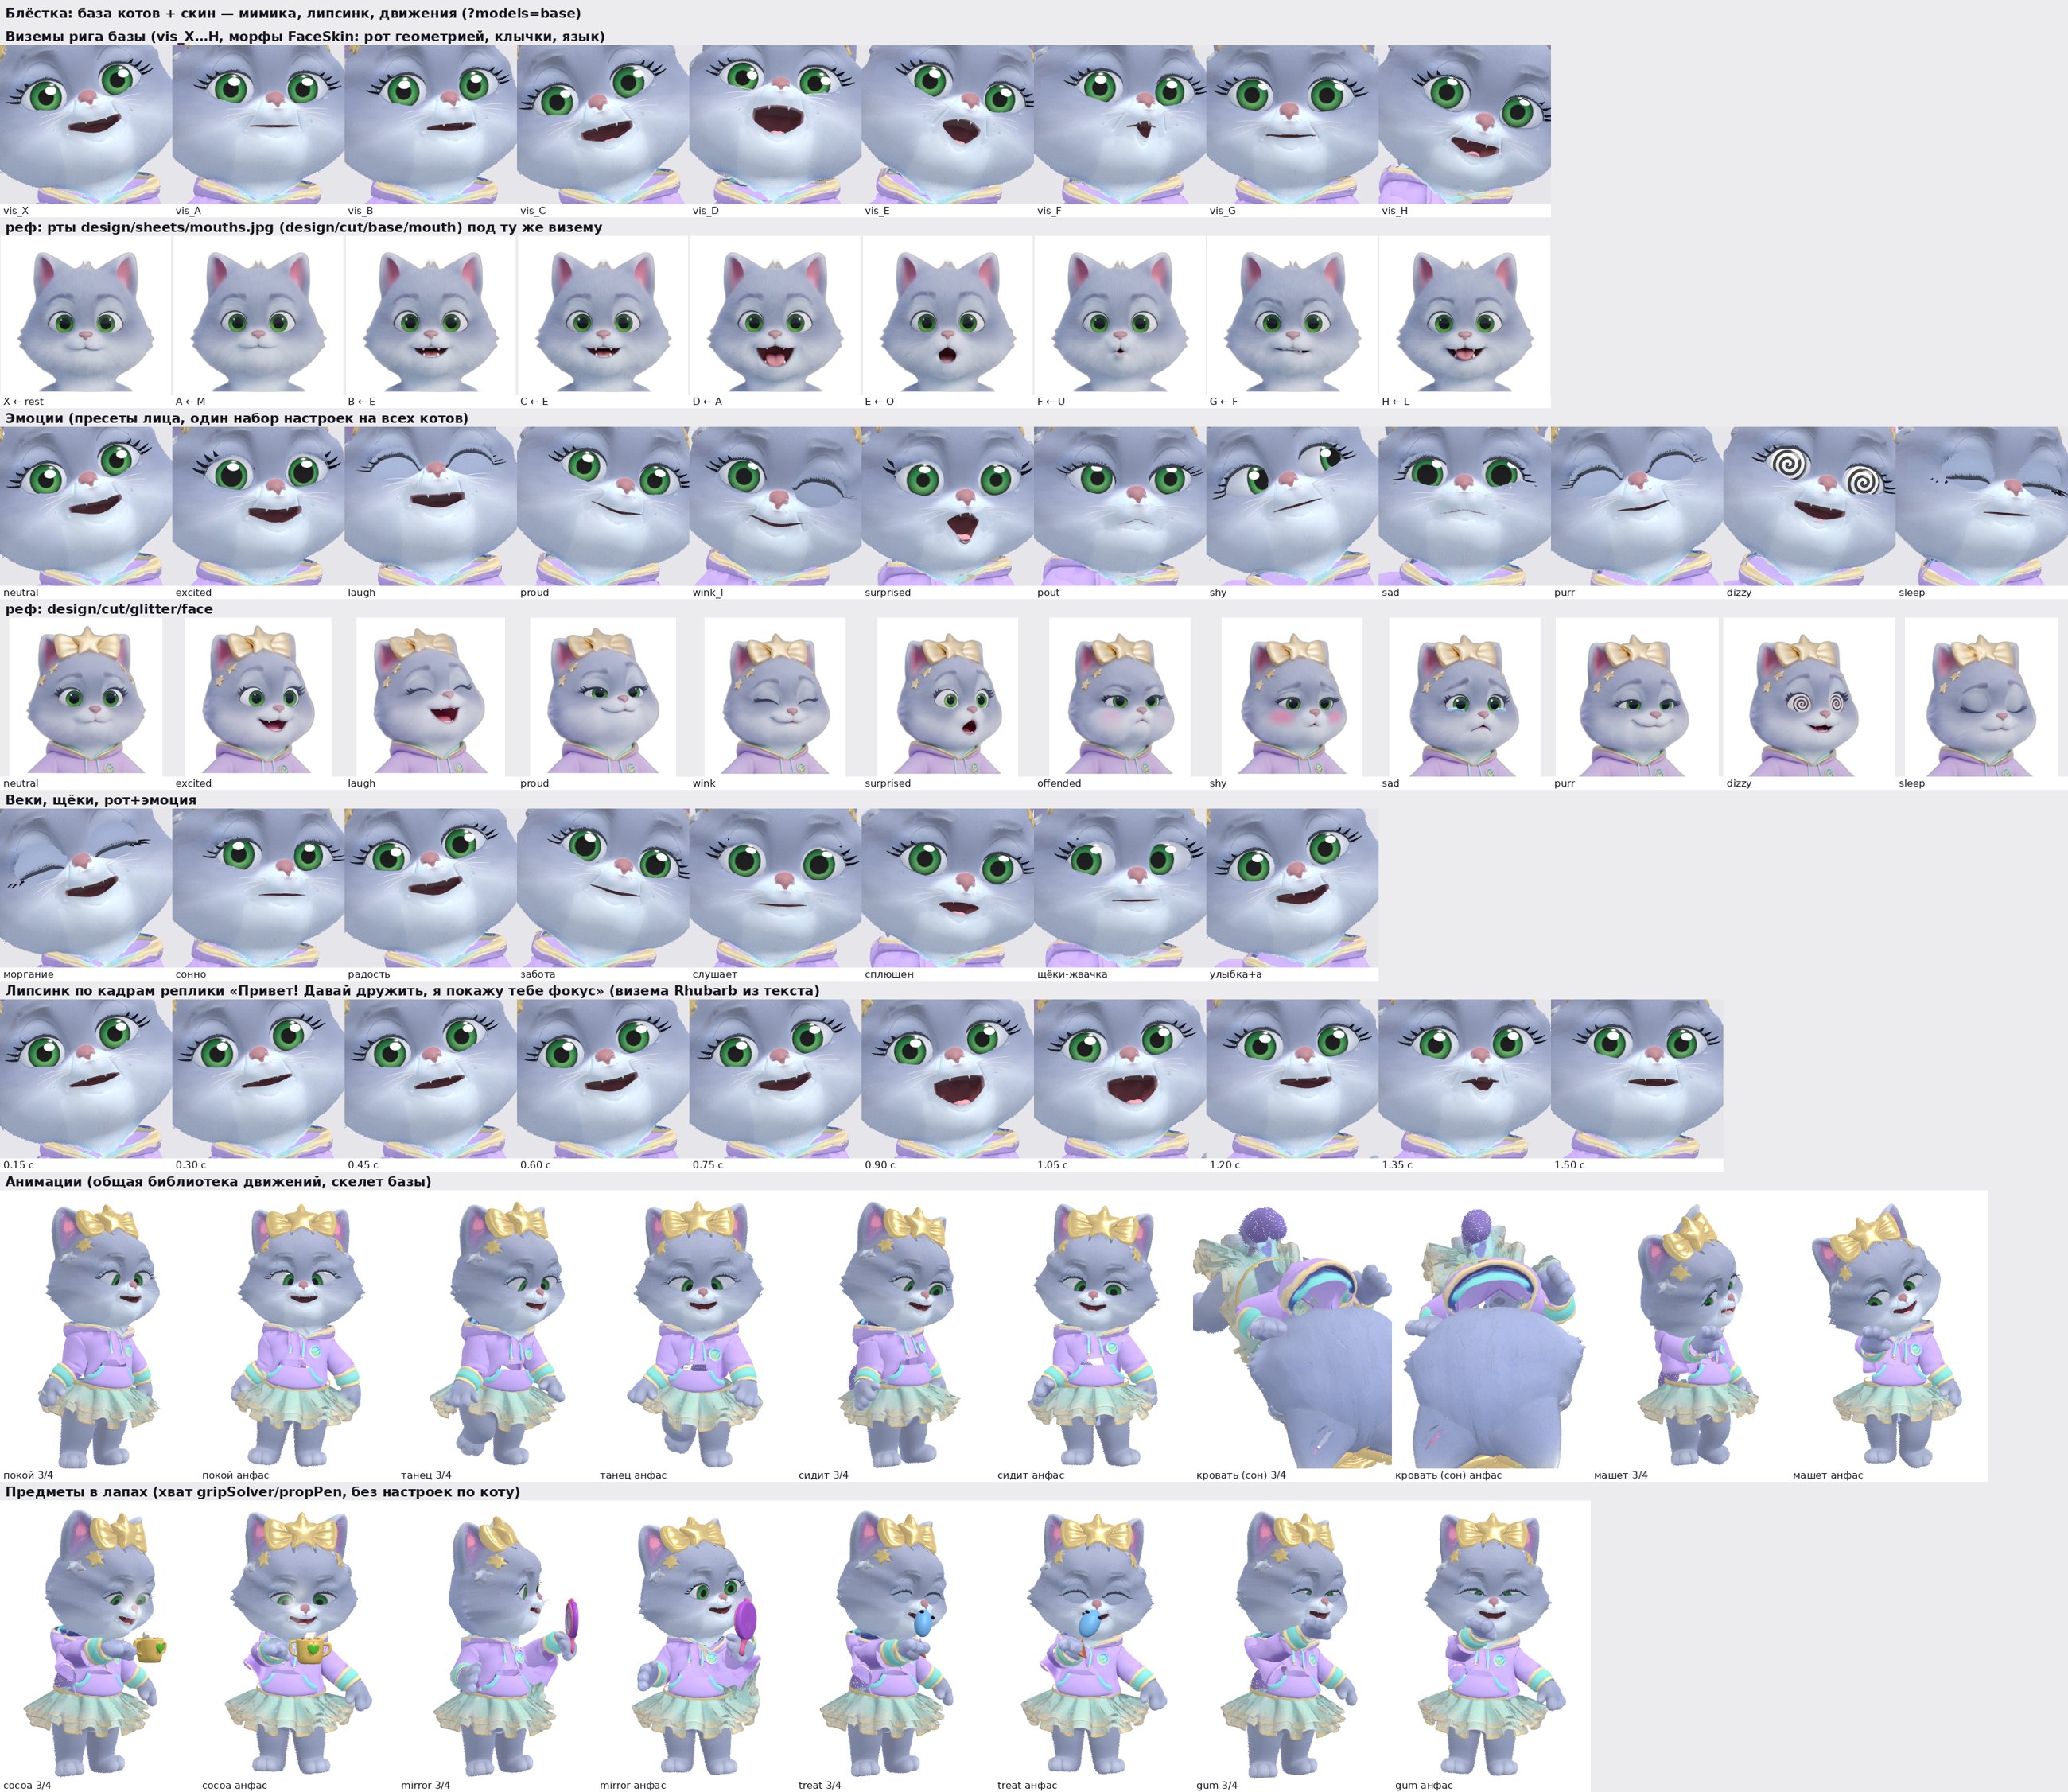 Блёстка: база котов + скин — мимика, липсинк, движения (?models=base)
Виземы рига базы (vis_X...H, морфы FaceSkin: рот геометрией, клычки, язык)
vis_X vis_A vis_B vis_C vis_D vis_E vis_F vis_G vis_H
реф: рты design/sheets/mouths.jpg (design/cut/base/mouth) под ту же визему
X ← rest A ← M B ← E C ← E D ← A E ← O F ← U G ← F H ← L
Эмоции (пресеты лица, один набор настроек на всех котов)
neutral excited laugh proud wink_l surprised pout shy sad purr dizzy sleep
реф: design/cut/glitter/face
neutral excited laugh proud wink surprised offended shy sad purr dizzy sleep
Веки, щёки, рот+эмоция
моргание сонно радость забота слушает сплющен щёки-жвачка улыбка+а
Липсинк по кадрам реплики «Привет! Давай дружить, я покажу тебе фокус» (визема Rhubarb из текста)
0.15 с 0.30 с 0.45 с 0.60 с 0.75 с 0.90 с 1.05 с 1.20 с 1.35 с 1.50 с
Анимации (общая библиотека движений, скелет базы)
покой 3/4 покой анфас танец 3/4 танец анфас сидит 3/4 сидит анфас кровать (сон) 3/4 кровать (сон) анфас машет 3/4 машет анфас
Предметы в лапах (хват gripSolver/propPen, без настроек по коту)
cocoa 3/4 cocoa анфас mirror 3/4 mirror анфас treat 3/4 treat анфас gum 3/4 gum анфас